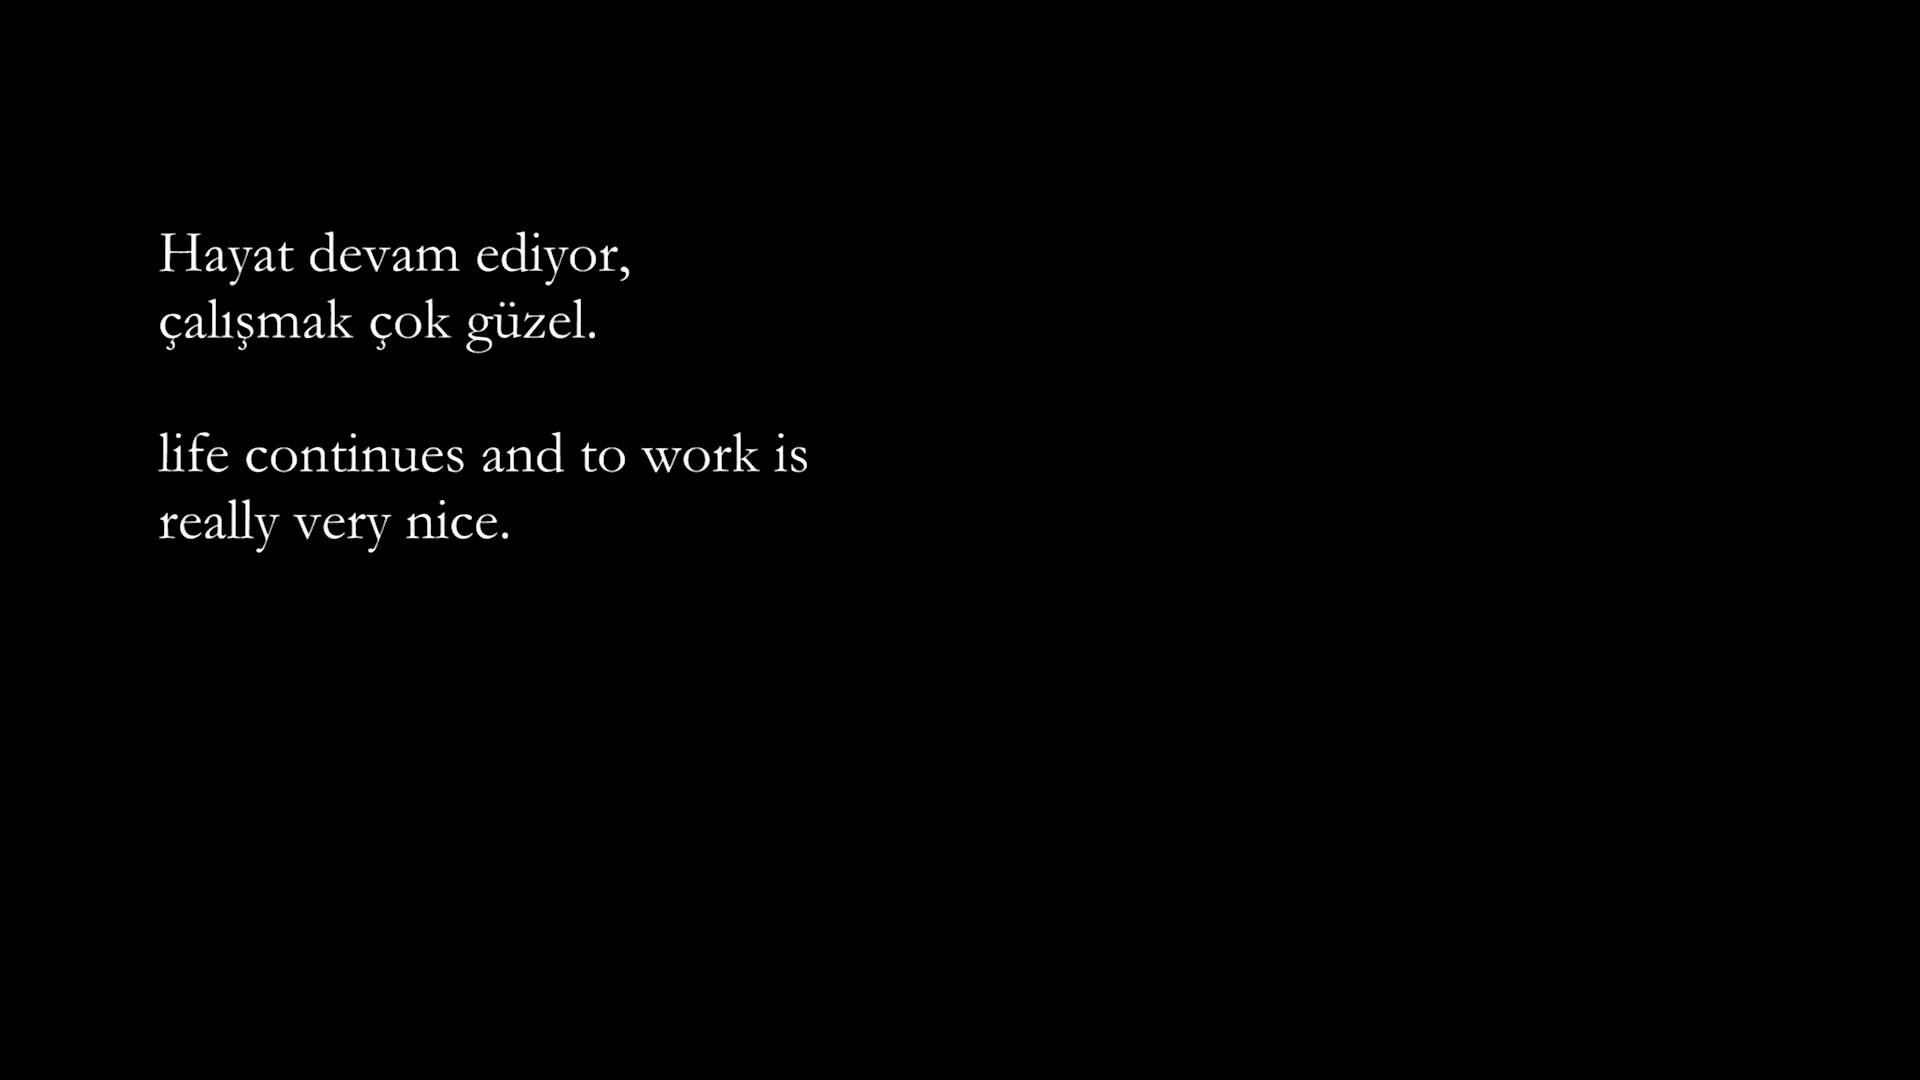 Hayat devam ediyor,
çalışmak çok güzel.
life continues and to work is
really very nice.